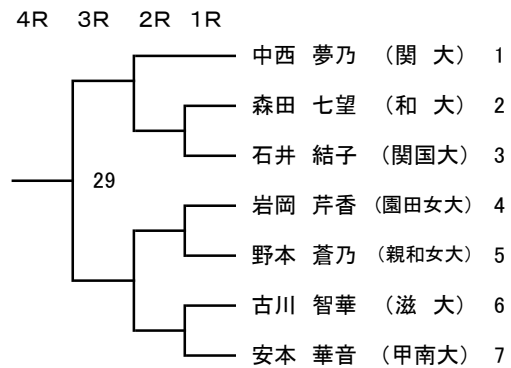 ４Ｒ ３Ｒ ２Ｒ １Ｒ
中西 夢乃 （関 大） 1
森田 七望 （和 大） 2
石井 結子 （関国大） 3
29
岩岡 芹香 （園田女大） 4
野本 蒼乃 （親和女大） 5
古川 智華 （滋 大） 6
安本 華音 （甲南大） 7